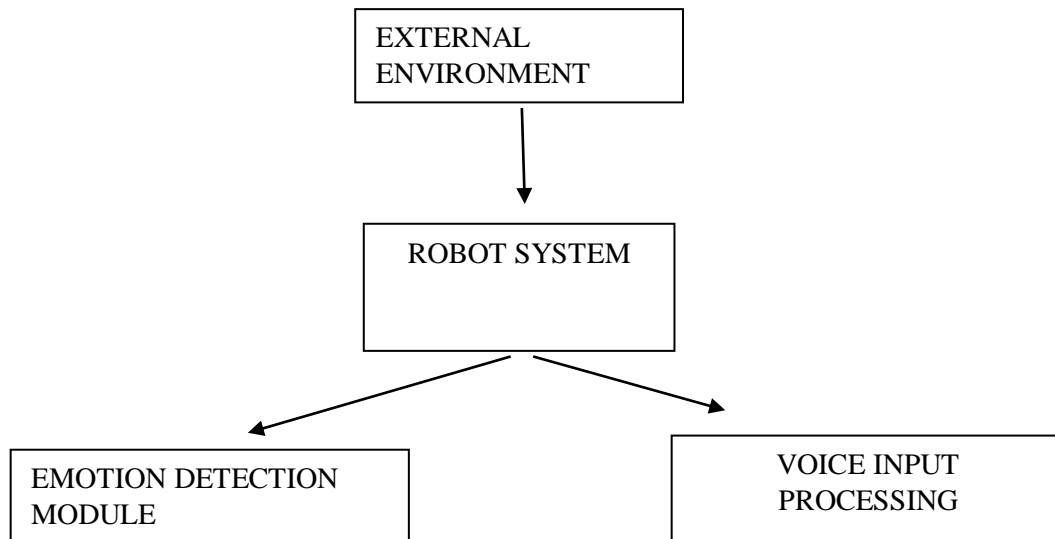 EXTERNAL
ENVIRONMENT
ROBOT SYSTEM
EMOTION DETECTION
MODULE
VOICE INPUT
PROCESSING